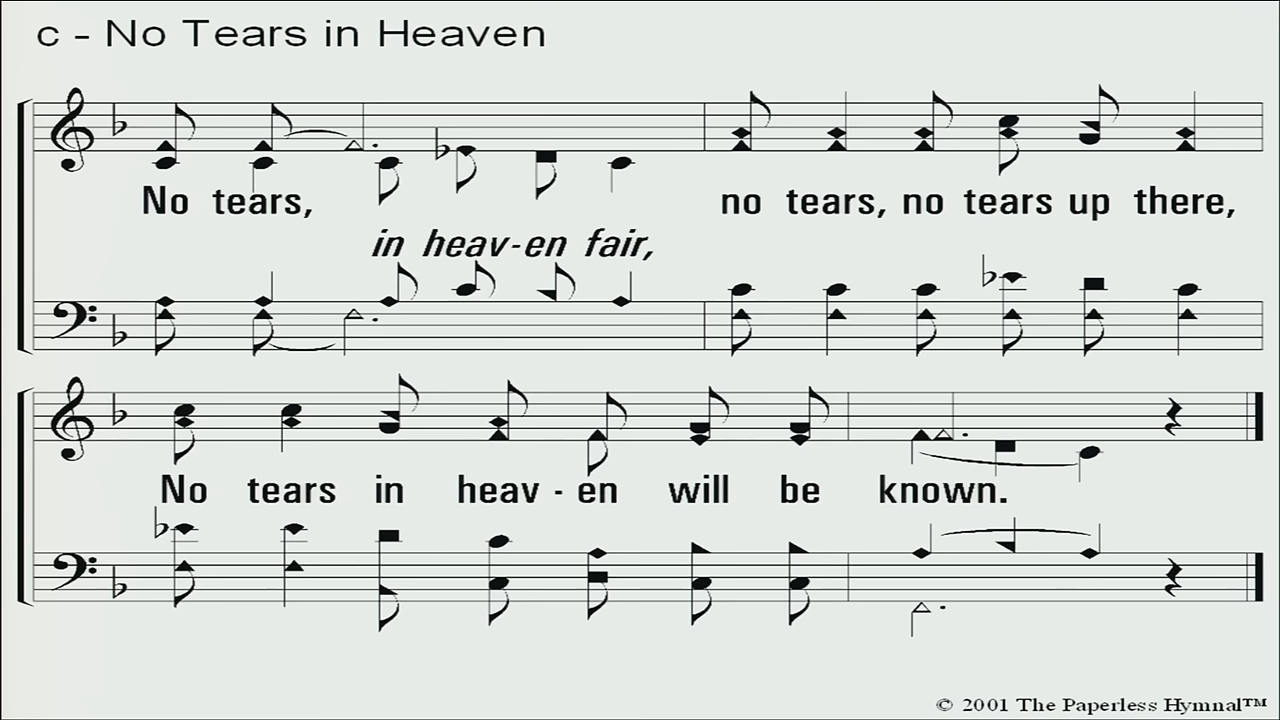 c - No Tears in Heaven
No tears, no tears, no tears up there,
in heav-en fair,
No tears in heav - en will be known.
© 2001 The Paperless Hymnal™